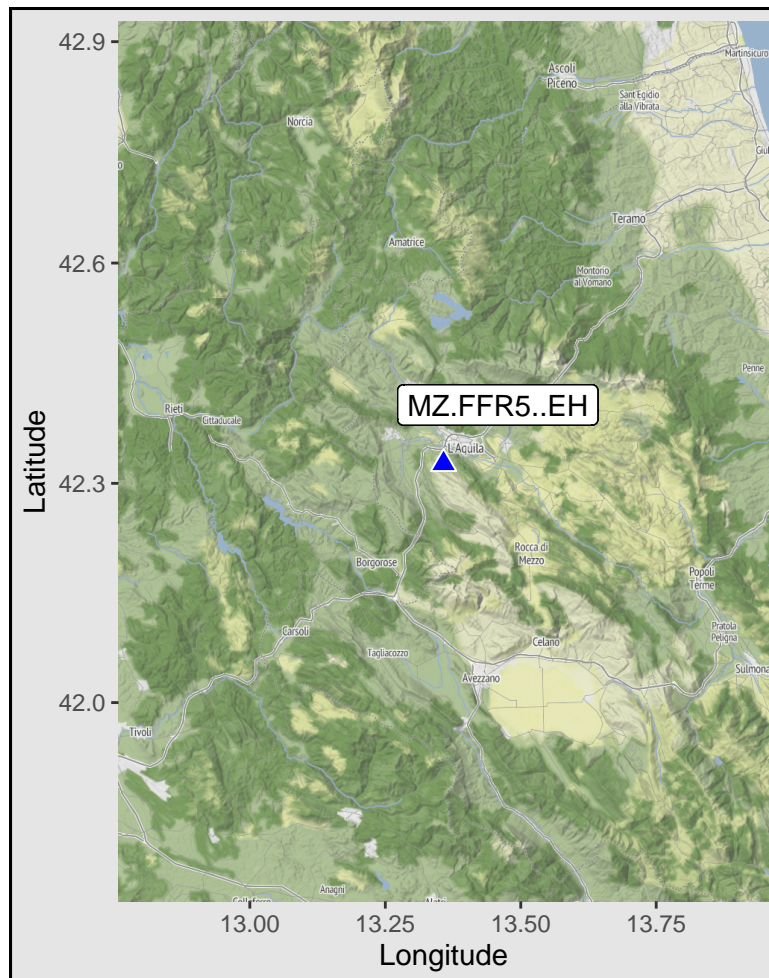 42.9
Martinsicuro
Ascoli
Piceno
Sant'Egidio
alla Vibrata
Norcia
Teramo
42.6
Amatrice
Montorio
al Vomano
Penne
Rieti
Cittaducale
MZ.FFR5..EH
L'Aquila
Latitude
42.3
Rocca di
Mezzo
Borgorose
Popoli
Terme
Carsoli
Pratola
Peligna
Celano
Tagliacozzo
Sulmona
Avezzano
42.0
Tivoli
Anagni
13.00 13.25 13.50 13.75
Longitude